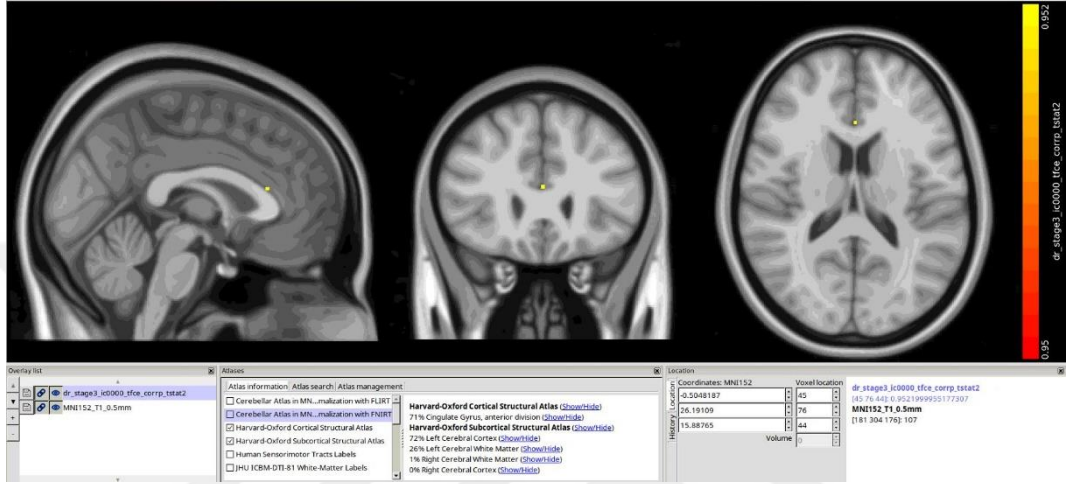 0.952
dr_stage3_ic0000_tfce_corrp_tstat2
0.95
Overlay list
dr_stage3_ic0000_tfce_corrp_tstat2
MNI152_T1_0.5mm
Atlases
Atlas information Atlas search Atlas management
Cerebellar Atlas in MN...malization with FLIRT
Cerebellar Atlas in MN...malization with FNIRT
Harvard-Oxford Cortical Structural Atlas
Harvard-Oxford Subcortical Structural Atlas
Human Sensorimotor Tracts Labels
JHU ICBM-DTI-81 White-Matter Labels
Harvard-Oxford Cortical Structural Atlas (Show/Hide)
71% Cingulate Gyrus, anterior division (Show/Hide)
Harvard-Oxford Subcortical Structural Atlas (Show/Hide)
72% Left Cerebral Cortex (Show/Hide)
26% Left Cerebral White Matter (Show/Hide)
1% Right Cerebral White Matter (Show/Hide)
0% Right Cerebral Cortex (Show/Hide)
Location
Location
History
Coordinates: MNI152 Voxel location
-0.5048187 45
26.19109 76
15.88765 44
Volume 0
dr_stage3_ic0000_tfce_corrp_tstat2
[45 76 44]: 0.9521999955177307
MNI152_T1_0.5mm
[181 304 176]: 107